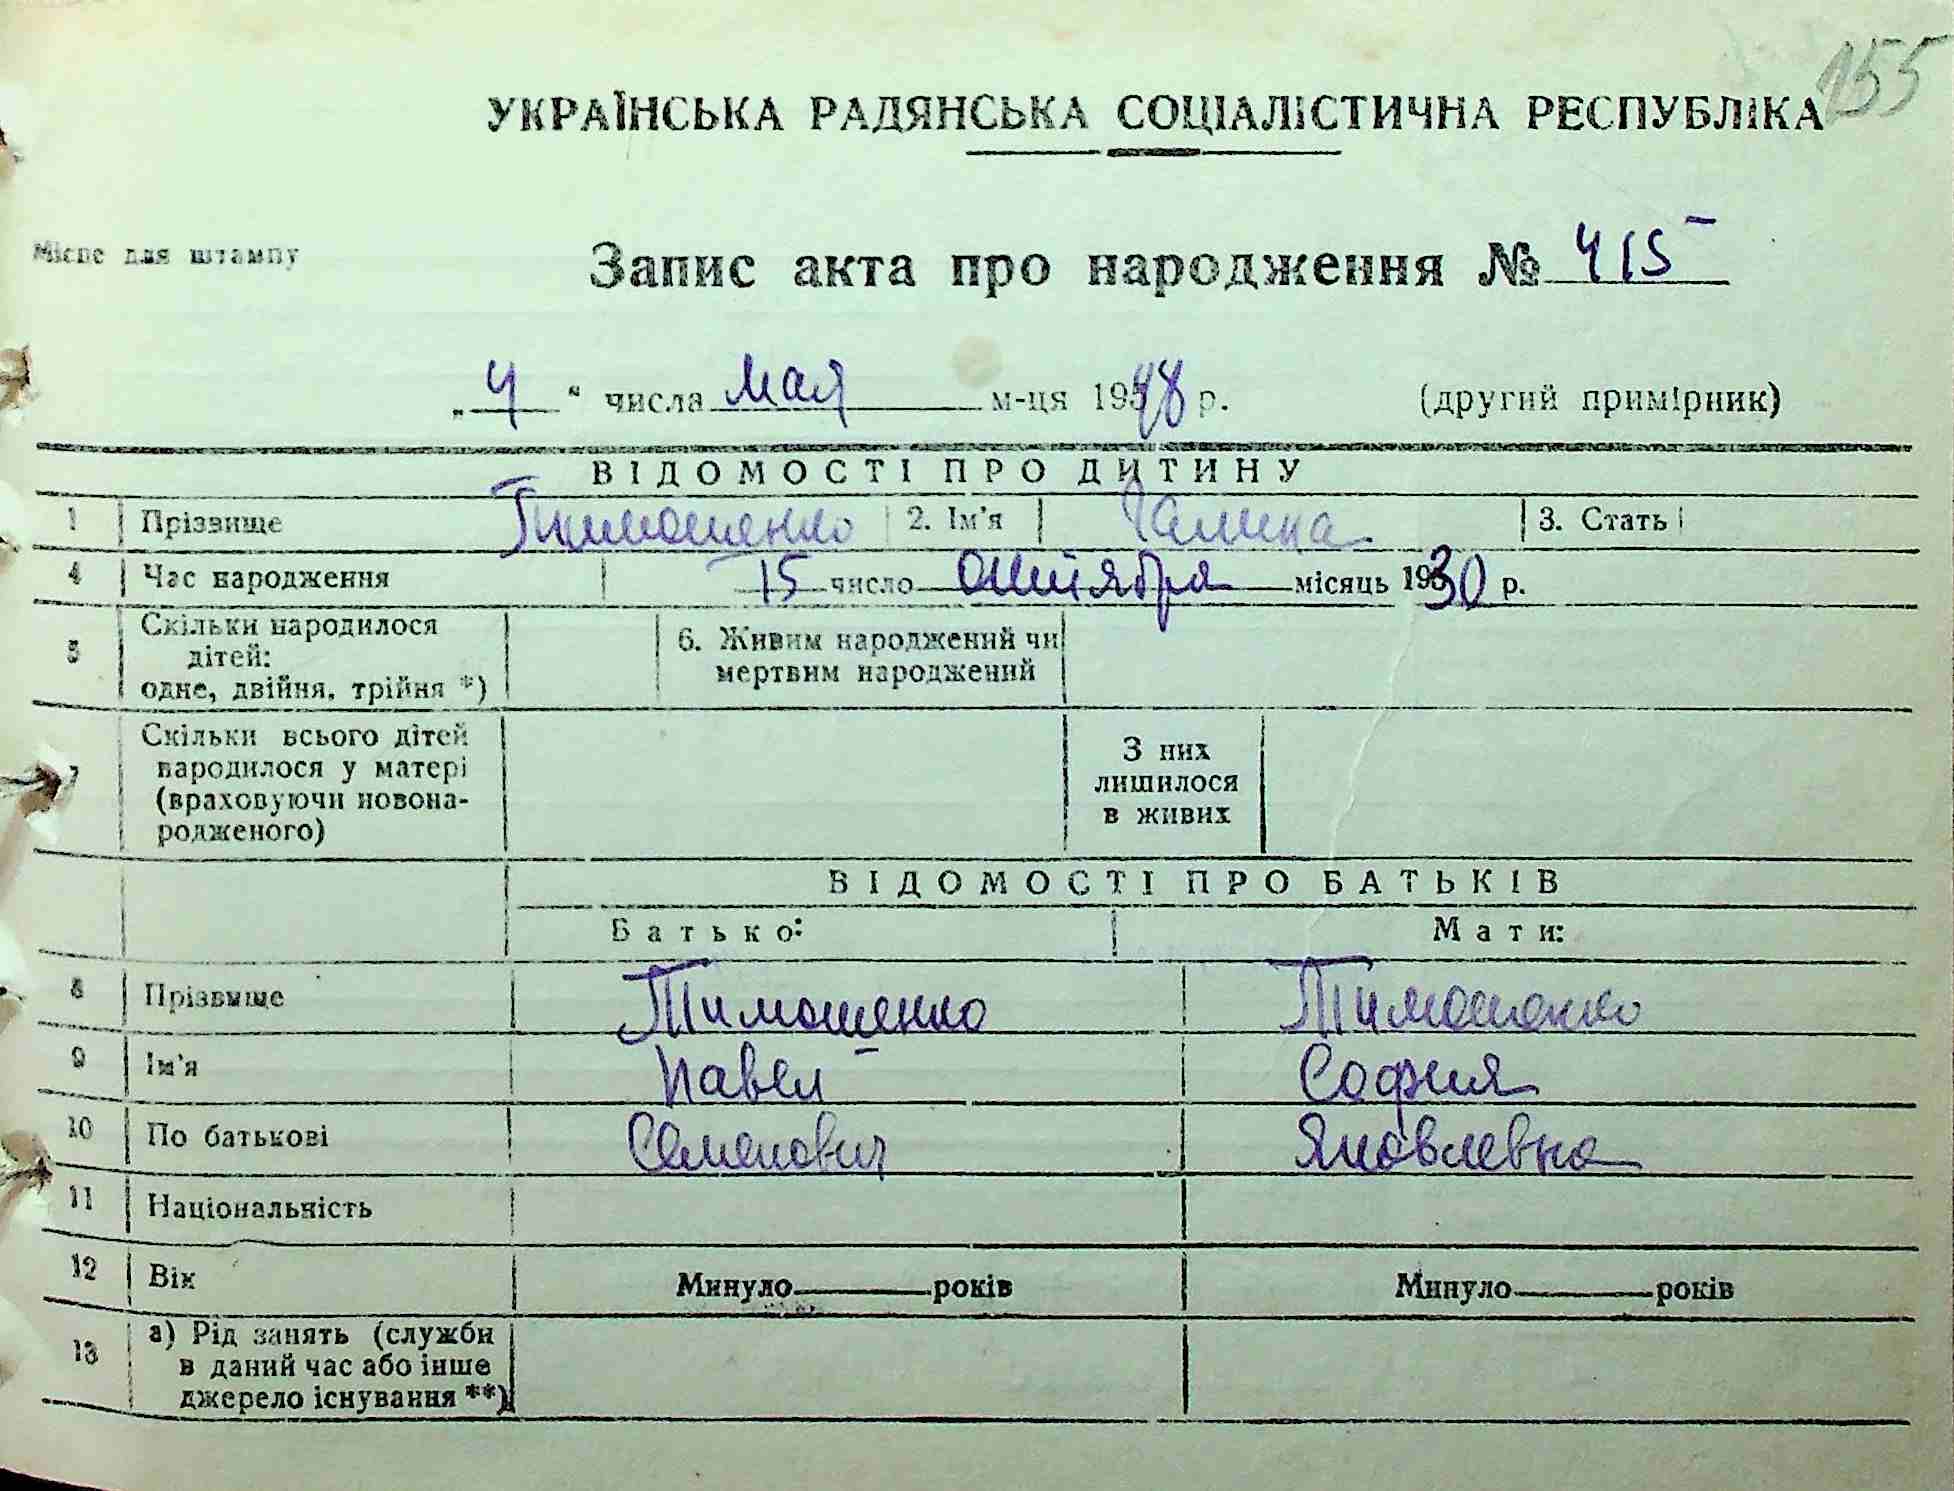 155
УКРАЇНСЬКА РАДЯНСЬКА СОЦІАЛІСТИЧНА РЕСПУБЛІКА
Місце для штампу
Запис акта про народження № 415
„ 4 “ числа мая м-ця 1948 р. (другий примірник)
ВІДОМОСТІ ПРО ДИТИНУ
1 Прізвище Тимошенко 2. Ім'я Галина 3. Стать
4 Час народження 15 число октября місяць 1930 р.
5 Скільки народилося дітей: одне, двійня, трійня *) 6. Живим народжений чи мертвим народжений
7 Скільки всього дітей народилося у матері (враховуючи новона-родженого) З них лишилося в живих
ВІДОМОСТІ ПРО БАТЬКІВ
Батько: Мати:
8 Прізвище Тимошенко Тимошенко
9 Ім'я Павел София
10 По батькові Семенович Яковлевна
11 Національність
12 Вік Минуло років Минуло років
13 а) Рід занять (служби в даний час або інше джерело існування **)